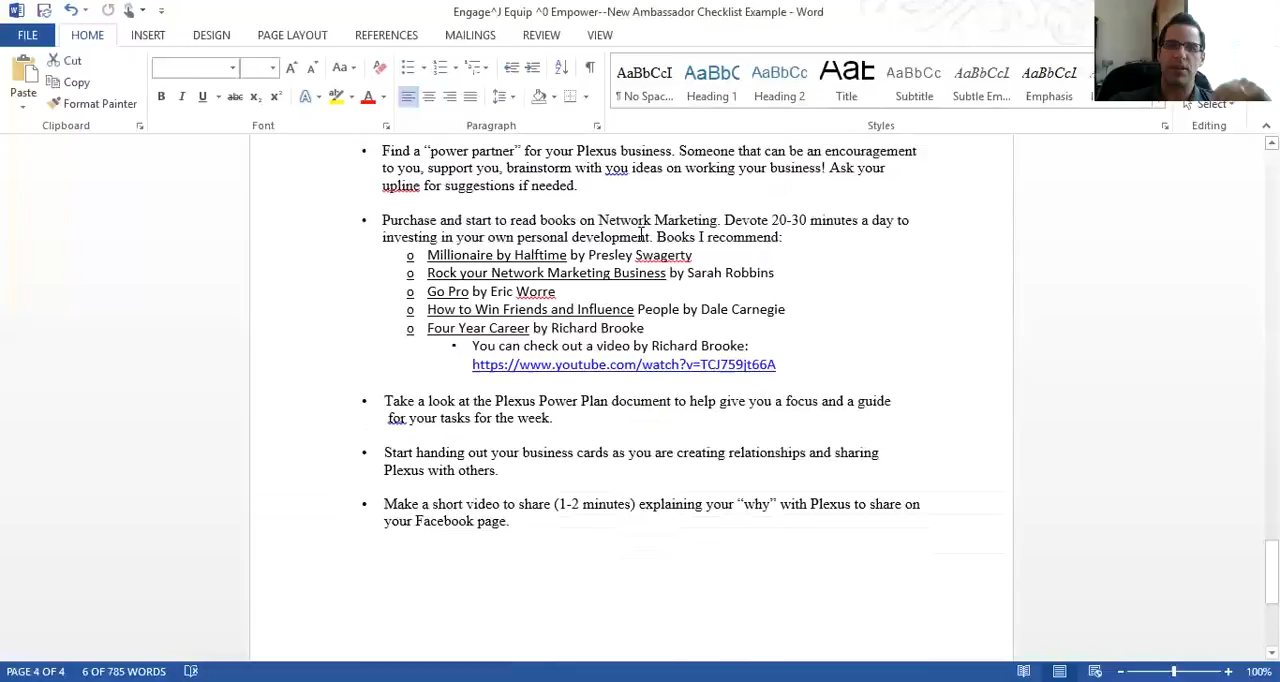 Engage^J Equip ^0 Empower--New Ambassador Checklist Example - Word
FILE HOME INSERT DESIGN PAGE LAYOUT REFERENCES MAILINGS REVIEW VIEW
Paste
Cut
Copy
Format Painter
Clipboard
Aa
B I U abc X₂ X² A ab A
Font
Paragraph
AaBbCcI AaBbC AaBbCc AaB AaBbCcD AaBbCcI AaBbCcI
¶ No Spac... Heading 1 Heading 2 Title Subtitle Subtle Em... Emphasis
Styles
Select
Editing
• Find a “power partner” for your Plexus business. Someone that can be an encouragement
to you, support you, brainstorm with you ideas on working your business! Ask your
upline for suggestions if needed.
• Purchase and start to read books on Network Marketing. Devote 20-30 minutes a day to
investing in your own personal development. Books I recommend:
o Millionaire by Halftime by Presley Swagerty
o Rock your Network Marketing Business by Sarah Robbins
o Go Pro by Eric Worre
o How to Win Friends and Influence People by Dale Carnegie
o Four Year Career by Richard Brooke
• You can check out a video by Richard Brooke:
https://www.youtube.com/watch?v=TCJ759jt66A
• Take a look at the Plexus Power Plan document to help give you a focus and a guide
for your tasks for the week.
• Start handing out your business cards as you are creating relationships and sharing
Plexus with others.
• Make a short video to share (1-2 minutes) explaining your “why” with Plexus to share on
your Facebook page.
PAGE 4 OF 4 6 OF 785 WORDS 100%